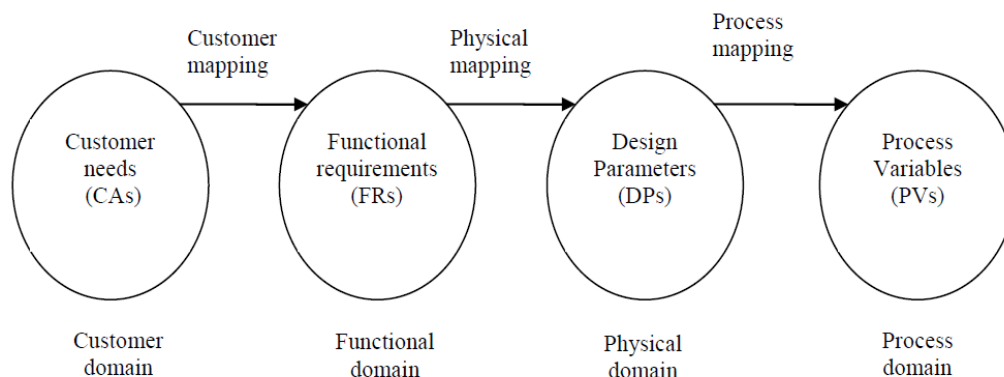 Customer
mapping
Physical
mapping
Process
mapping
Customer
needs
(CAs)
Functional
requirements
(FRs)
Design
Parameters
(DPs)
Process
Variables
(PVs)
Customer
domain
Functional
domain
Physical
domain
Process
domain